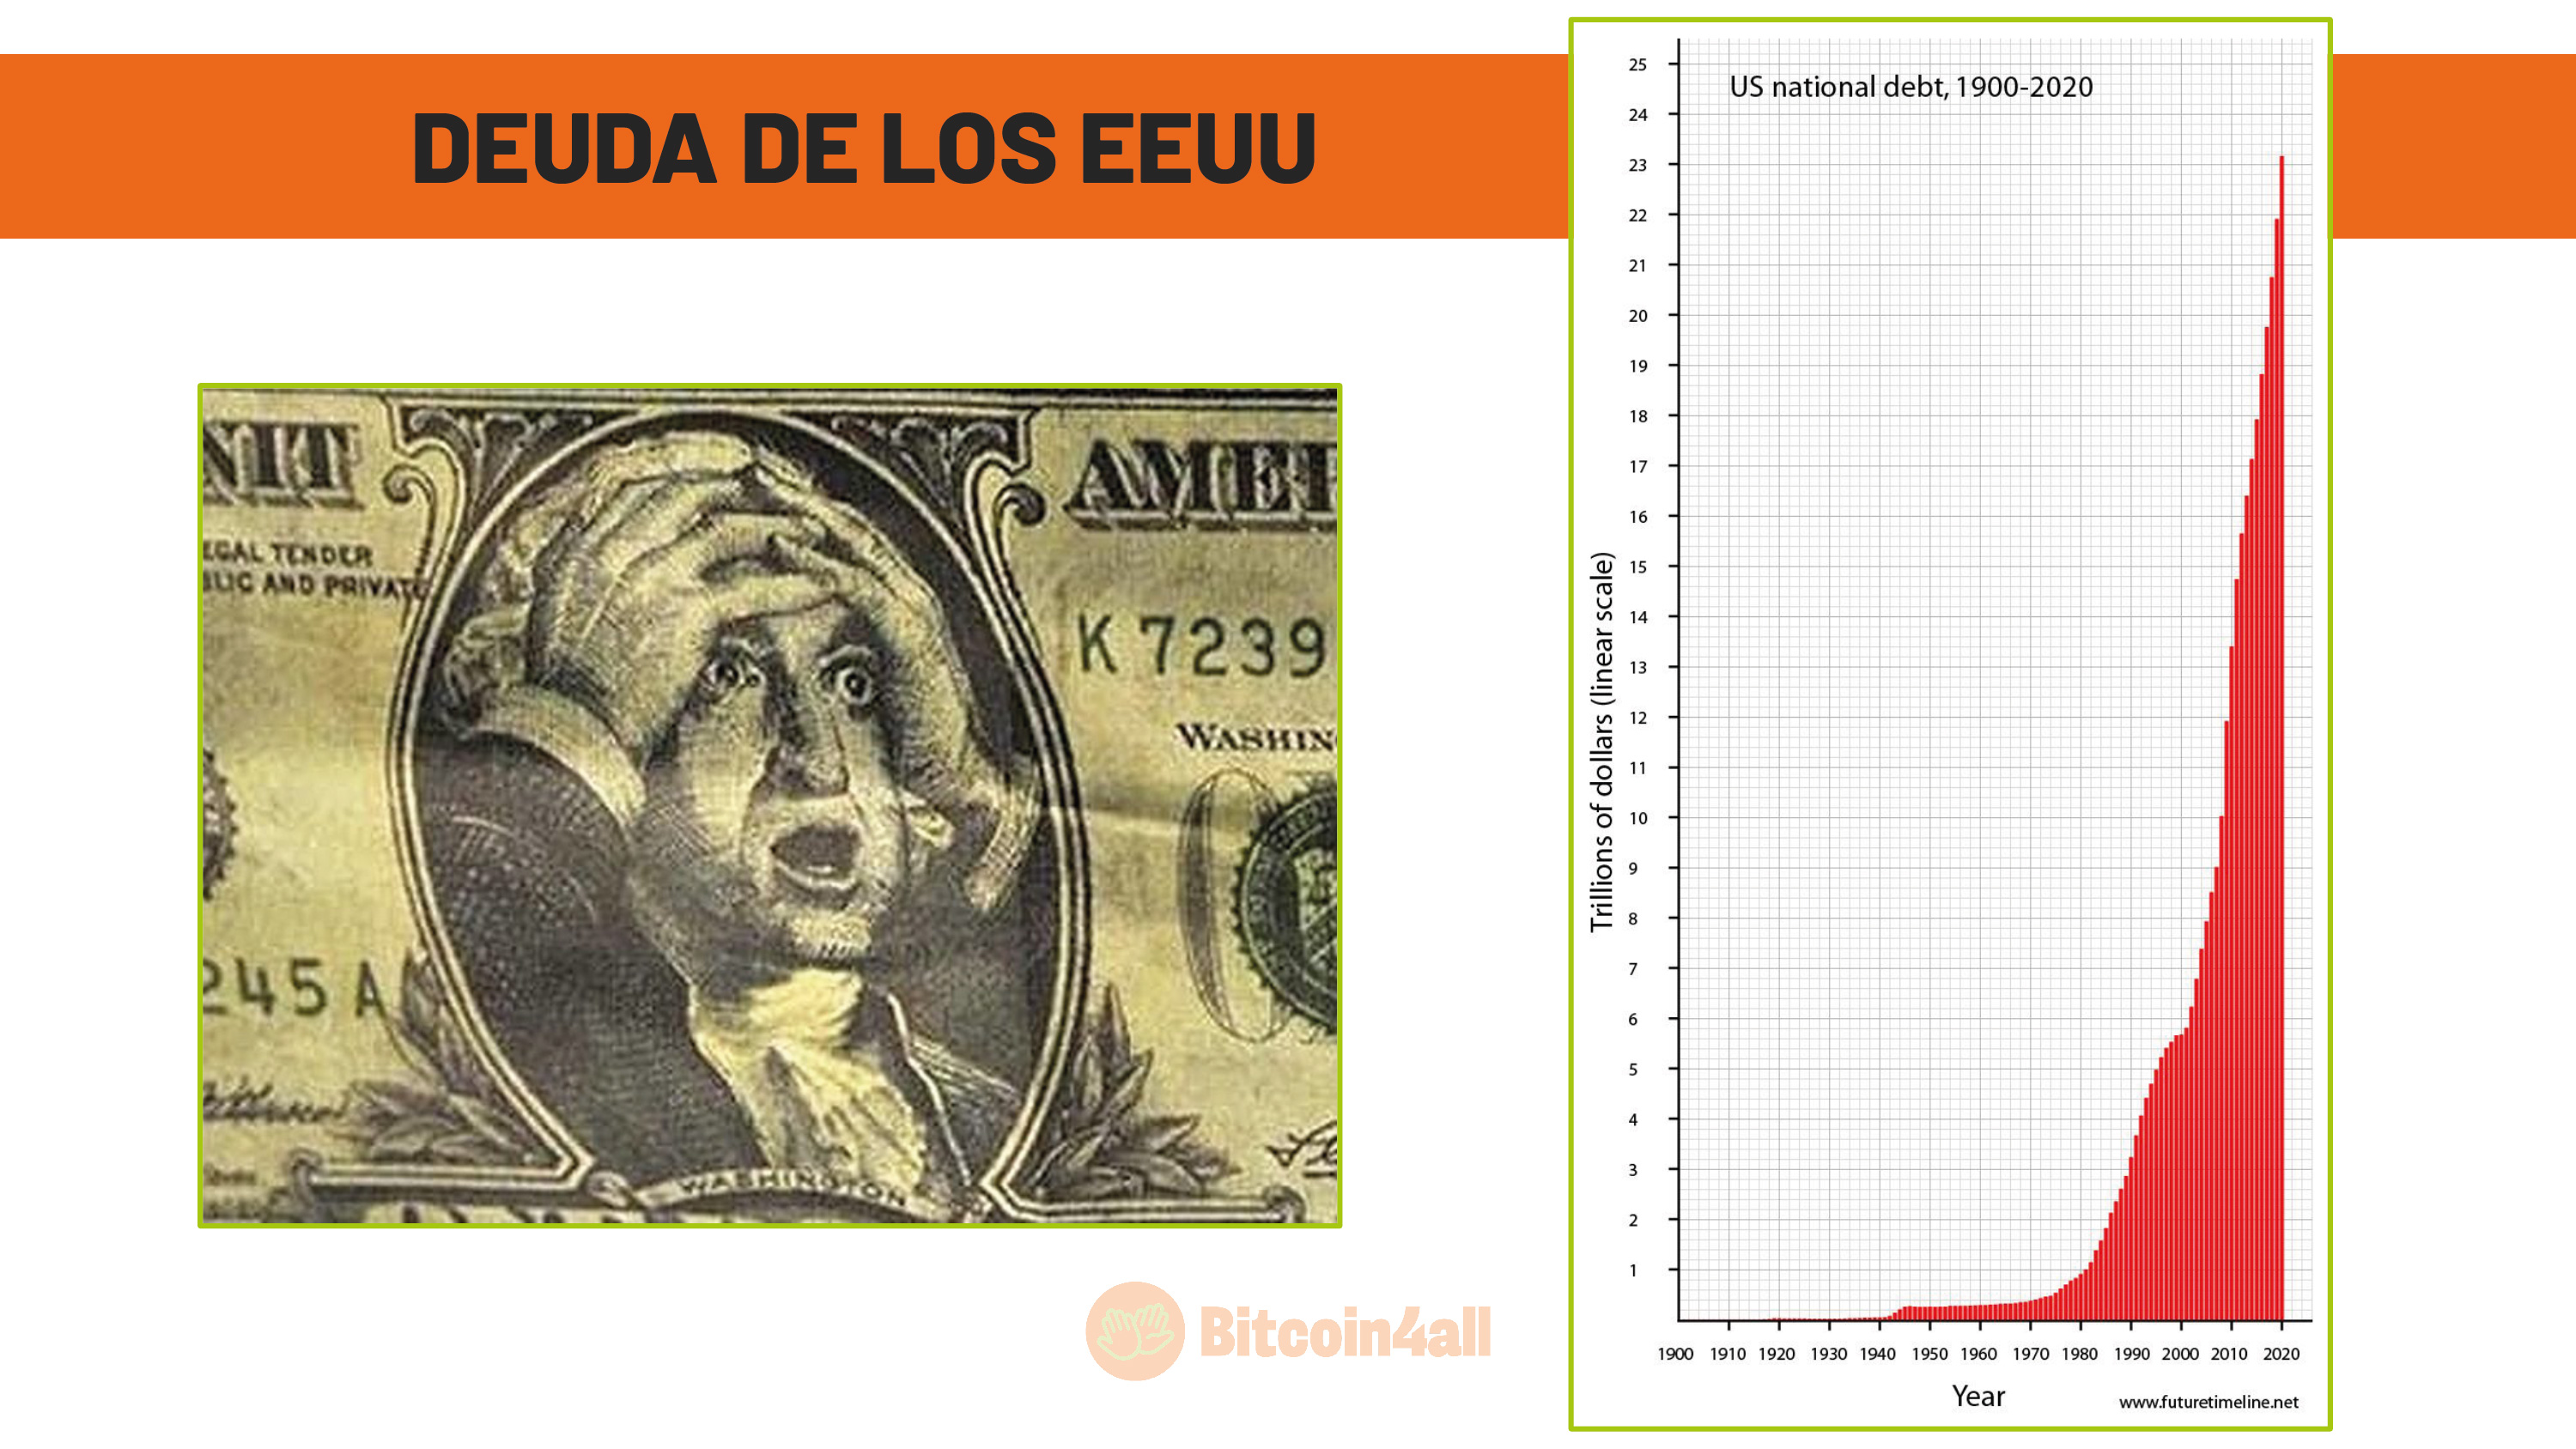 DEUDA DE LOS EEUU
NIT
AMER
EGAL TENDER
BLIC AND PRIVATE
K 7239
WASHIN
245 A
WASHINGTON
Bitcoin4all
US national debt, 1900-2020
Trillions of dollars (linear scale)
25
24
23
22
21
20
19
18
17
16
15
14
13
12
11
10
9
8
7
6
5
4
3
2
1
1900 1910 1920 1930 1940 1950 1960 1970 1980 1990 2000 2010 2020
Year
www.futuretimeline.net